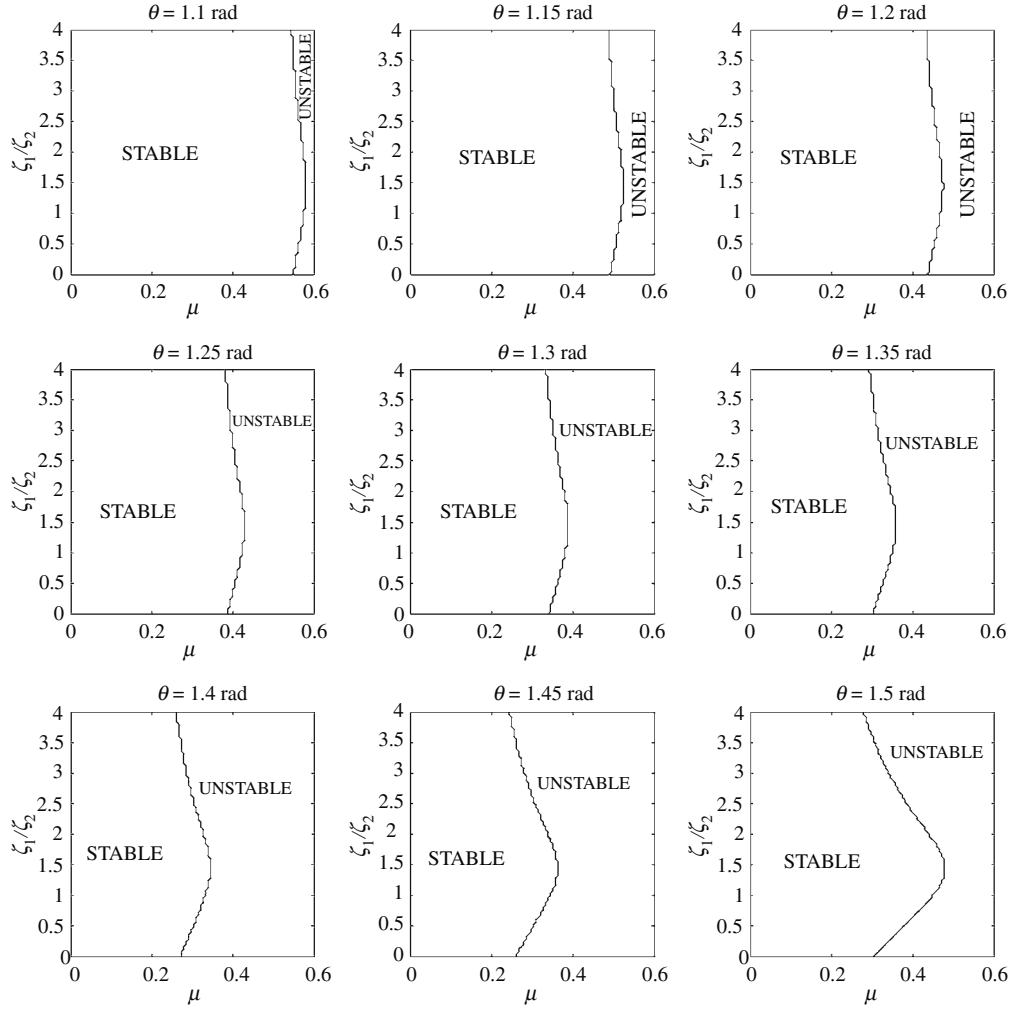 θ = 1.1 rad
4
3.5
3
2.5
2
1.5
1
0.5
0
ζ1/ζ2
STABLE
UNSTABLE
0 0.2 0.4 0.6
μ
θ = 1.15 rad
4
3.5
3
2.5
2
1.5
1
0.5
0
ζ1/ζ2
STABLE
UNSTABLE
0 0.2 0.4 0.6
μ
θ = 1.2 rad
4
3.5
3
2.5
2
1.5
1
0.5
0
ζ1/ζ2
STABLE
UNSTABLE
0 0.2 0.4 0.6
μ
θ = 1.25 rad
4
3.5
3
2.5
2
1.5
1
0.5
0
ζ1/ζ2
UNSTABLE
STABLE
0 0.2 0.4 0.6
μ
θ = 1.3 rad
4
3.5
3
2.5
2
1.5
1
0.5
0
ζ1/ζ2
UNSTABLE
STABLE
0 0.2 0.4 0.6
μ
θ = 1.35 rad
4
3.5
3
2.5
2
1.5
1
0.5
0
ζ1/ζ2
UNSTABLE
STABLE
0 0.2 0.4 0.6
μ
θ = 1.4 rad
4
3.5
3
2.5
2
1.5
1
0.5
0
ζ1/ζ2
UNSTABLE
STABLE
0 0.2 0.4 0.6
μ
θ = 1.45 rad
4
3.5
3
2.5
2
1.5
1
0.5
0
ζ1/ζ2
UNSTABLE
STABLE
0 0.2 0.4 0.6
μ
θ = 1.5 rad
4
3.5
3
2.5
2
1.5
1
0.5
0
ζ1/ζ2
UNSTABLE
STABLE
0 0.2 0.4 0.6
μ